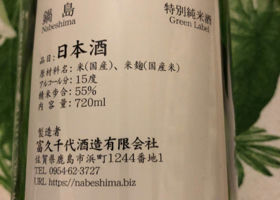 鍋島
Nabeshima
特別純米酒
Green Label
品目:日本酒
原材料名:米(国産)、米麹(国産米)
アルコール分:15度
精米歩合:55%
内容量:720ml
製造者
富久千代酒造有限会社
佐賀県鹿島市浜町1244番地1
TEL 0954-62-3727
URL https://nabeshima.biz